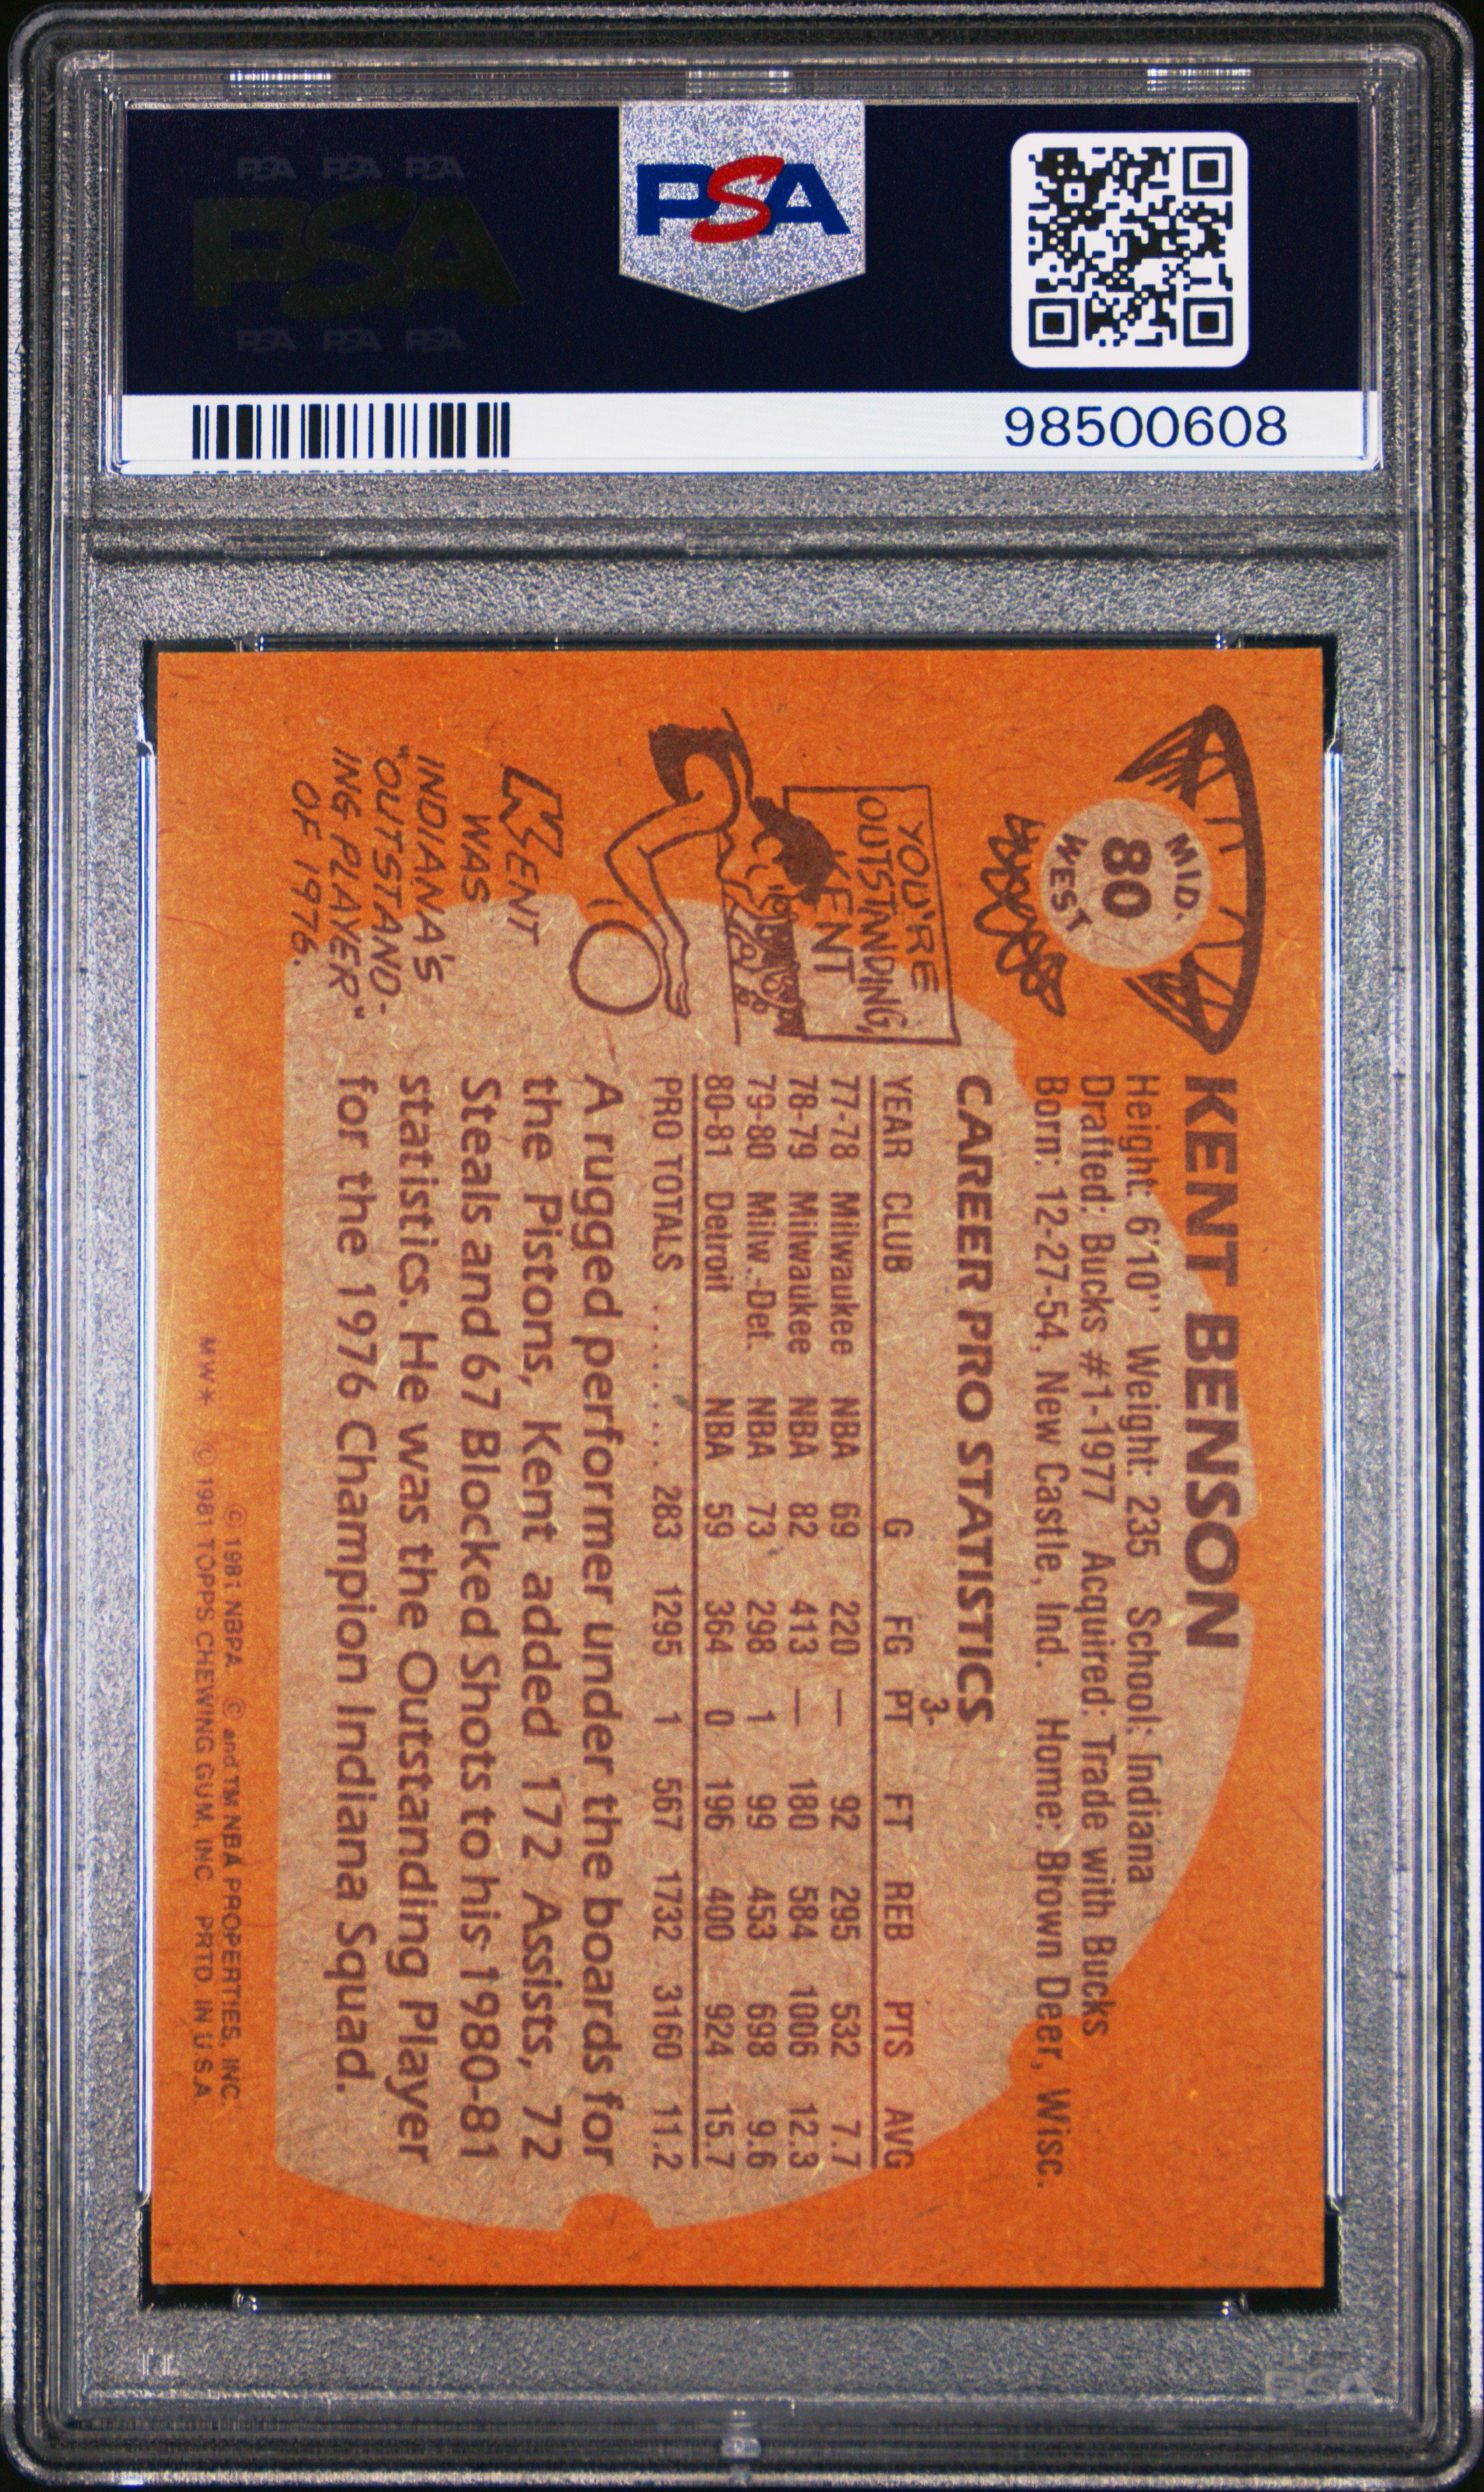 PSA PSA PSA
PSA
PSA PSA PSA
PSA
98500608
MID.
80
WEST
KENT BENSON
Height: 6'10" Weight: 235 School: Indiana
Drafted: Bucks #1-1977 Acquired: Trade with Bucks
Born: 12-27-54, New Castle, Ind. Home: Brown Deer, Wisc.
CAREER PRO STATISTICS
YEAR CLUB G FG 3-PT FT REB PTS AVG
77-78 Milwaukee NBA 69 220 — 92 295 532 7.7
78-79 Milwaukee NBA 82 413 — 180 584 1006 12.3
79-80 Milw.-Det. NBA 73 298 1 99 453 698 9.6
80-81 Detroit NBA 59 364 0 196 400 924 15.7
PRO TOTALS .......... 283 1295 1 567 1732 3160 11.2
A rugged performer under the boards for
the Pistons, Kent added 172 Assists, 72
Steals and 67 Blocked Shots to his 1980-81
statistics. He was the Outstanding Player
for the 1976 Champion Indiana Squad.
YOU'RE
OUTSTANDING,
KENT
KENT
WAS
INDIANA'S
"OUTSTAND-
ING PLAYER"
OF 1976.
© 1981 NBPA. © and TM NBA PROPERTIES, INC.
MW* © 1981 TOPPS CHEWING GUM, INC. PRTD. IN U.S.A.
PSA